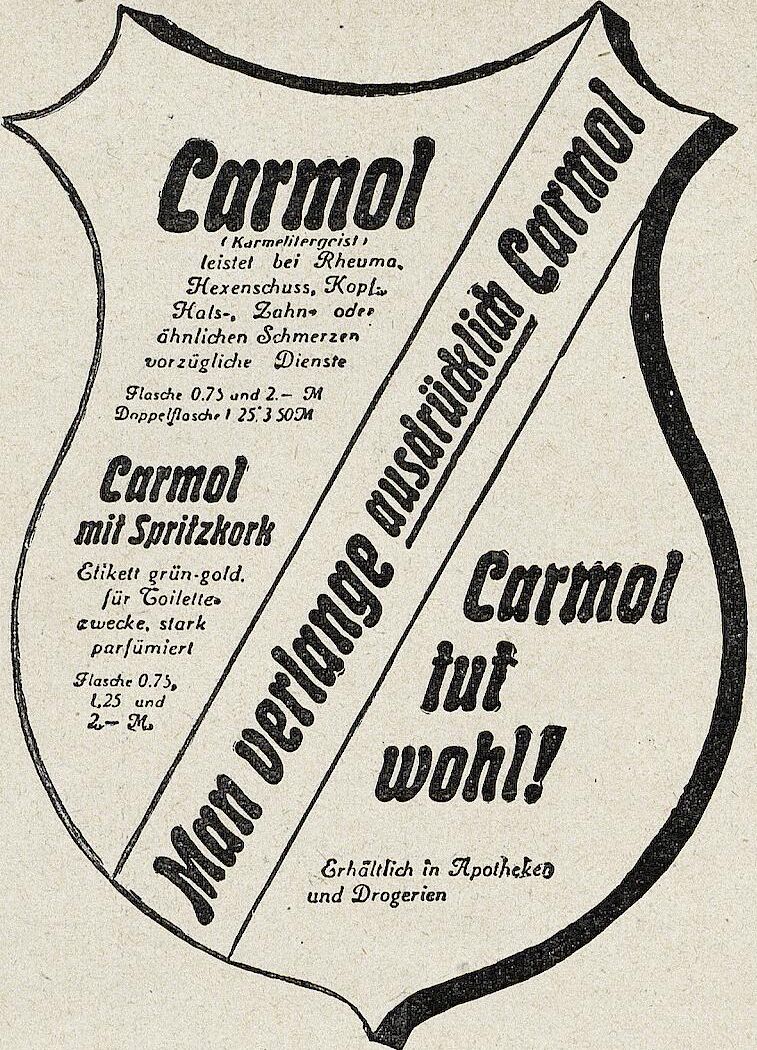 Carmol
(Karmelitergeist)
leistet bei Rheuma,
Hexenschuss, Kopf-,
Hals-, Zahn- oder
ähnlichen Schmerzen
vorzügliche Dienste
Flasche 0.75 und 2.— M
Doppelflasche 1.25 3.50 M
Carmol
mit Spritzkork
Etikett grün-gold,
für Toilette-
zwecke, stark
parfümiert
Flasche 0.75,
1,25 und
2.— M.
Man verlange ausdrücklich Carmol
Carmol
tut
wohl!
Erhältlich in Apotheken
und Drogerien